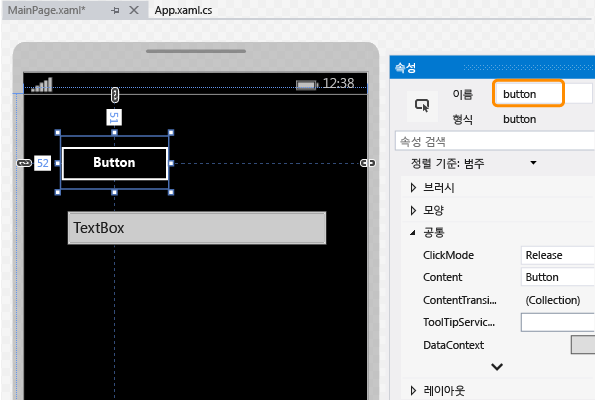 MainPage.xaml* App.xaml.cs
12:38
51
52
Button
TextBox
속성
이름 button
형식 button
속성 검색
정렬 기준: 범주
브러시
모양
공통
ClickMode Release
Content Button
ContentTransi... (Collection)
ToolTipServic...
DataContext
레이아웃